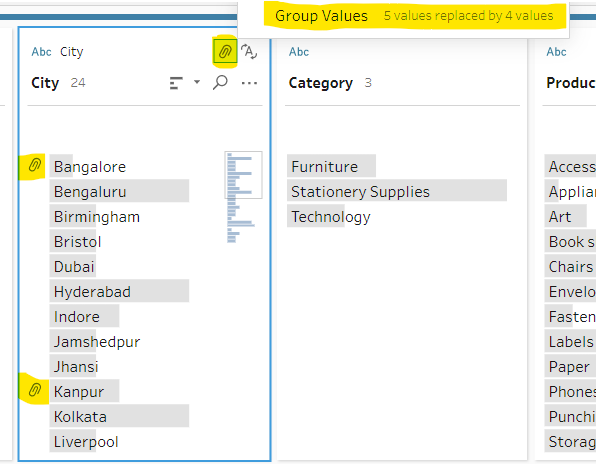 Group Values 5 values replaced by 4 values
Abc City
City 24
Bangalore
Bengaluru
Birmingham
Bristol
Dubai
Hyderabad
Indore
Jamshedpur
Jhansi
Kanpur
Kolkata
Liverpool
Abc
Category 3
Furniture
Stationery Supplies
Technology
Abc
Produc
Access
Applian
Art
Book s
Chairs
Envelo
Fasten
Labels
Paper
Phones
Punchi
Storag